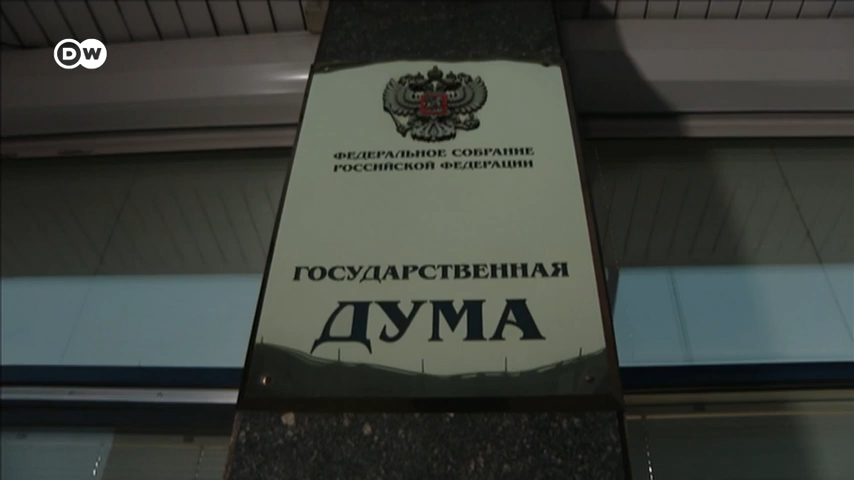 DW
ФЕДЕРАЛЬНОЕ СОБРАНИЕ
РОССИЙСКОЙ ФЕДЕРАЦИИ
ГОСУДАРСТВЕННАЯ
ДУМА